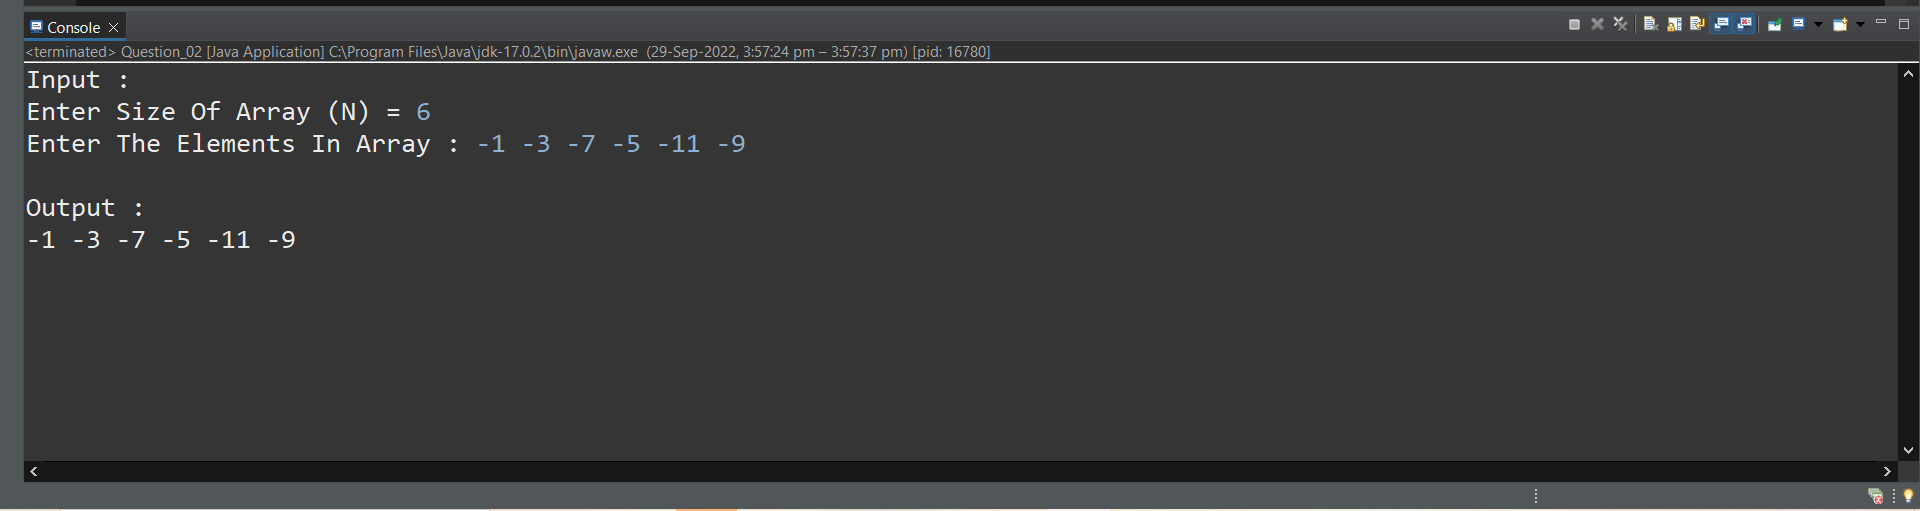 Console
<terminated> Question_02 [Java Application] C:\Program Files\Java\jdk-17.0.2\bin\javaw.exe (29-Sep-2022, 3:57:24 pm – 3:57:37 pm) [pid: 16780]
Input :
Enter Size Of Array (N) = 6
Enter The Elements In Array : -1 -3 -7 -5 -11 -9
Output :
-1 -3 -7 -5 -11 -9